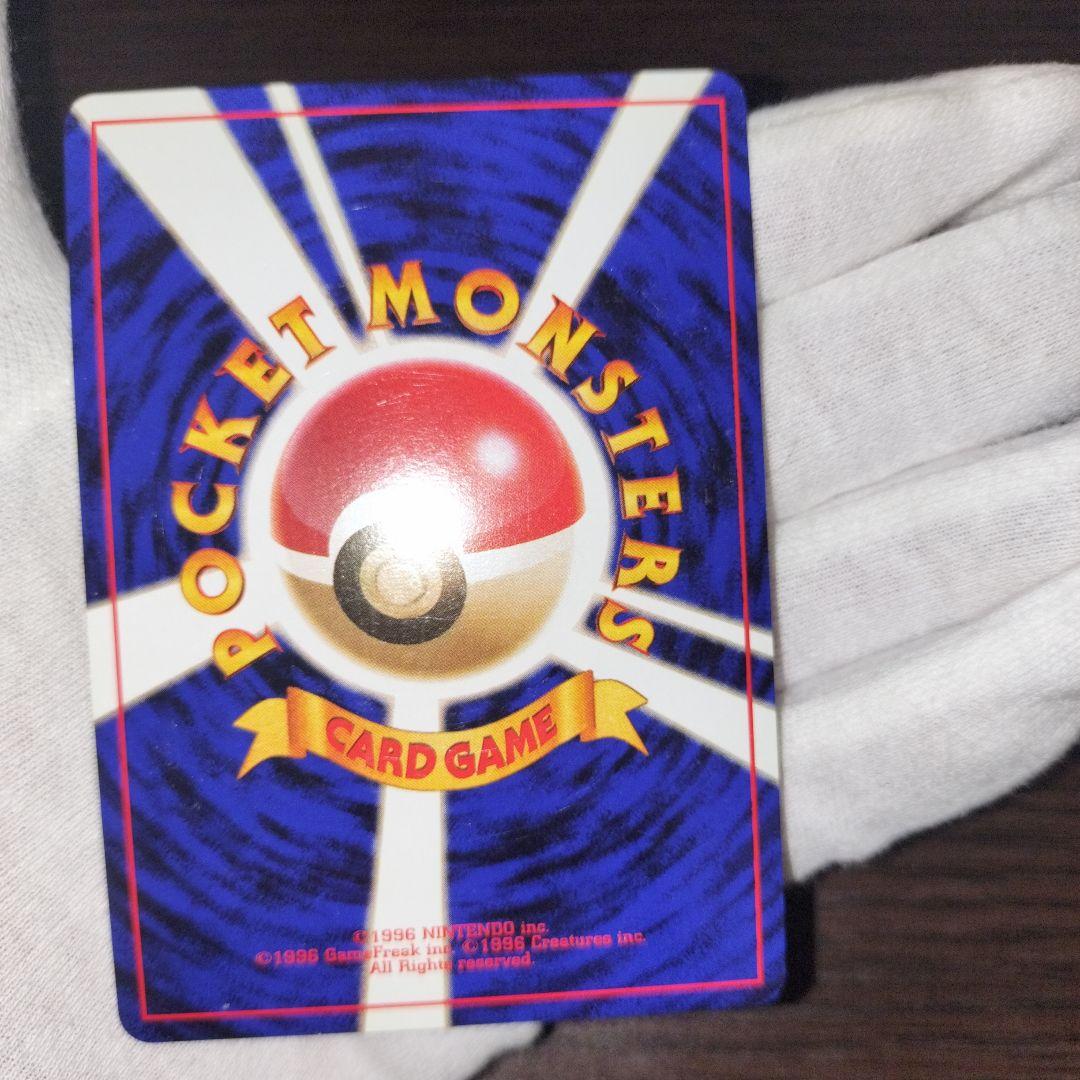 POCKET MONSTERS
CARD GAME
©1996 NINTENDO inc.
©1996 GameFreak inc. ©1996 Creatures inc.
All Rights reserved.